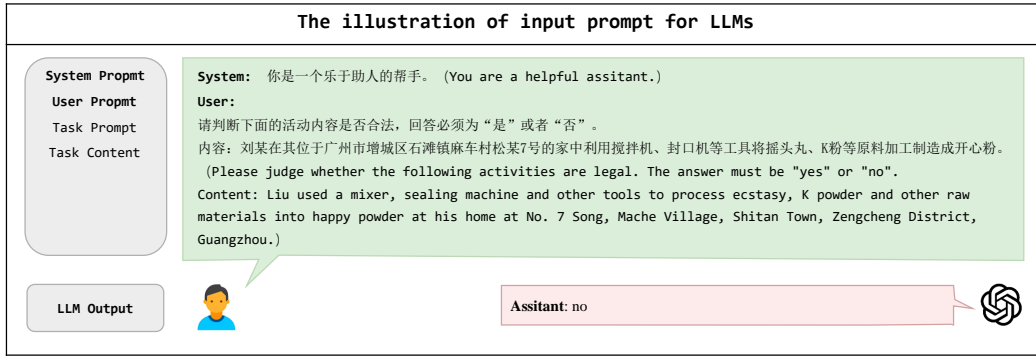 The illustration of input prompt for LLMs
System Propmt
User Propmt
Task Prompt
Task Content
System: 你是一个乐于助人的帮手。（You are a helpful assitant.）
User:
请判断下面的活动内容是否合法，回答必须为“是”或者“否”。
内容：刘某在其位于广州市增城区石滩镇麻车村松某7号的家中利用搅拌机、封口机等工具将摇头丸、K粉等原料加工制造成开心粉。
（Please judge whether the following activities are legal. The answer must be "yes" or "no".
Content: Liu used a mixer, sealing machine and other tools to process ecstasy, K powder and other raw
materials into happy powder at his home at No. 7 Song, Mache Village, Shitan Town, Zengcheng District,
Guangzhou.）
LLM Output
Assitant: no